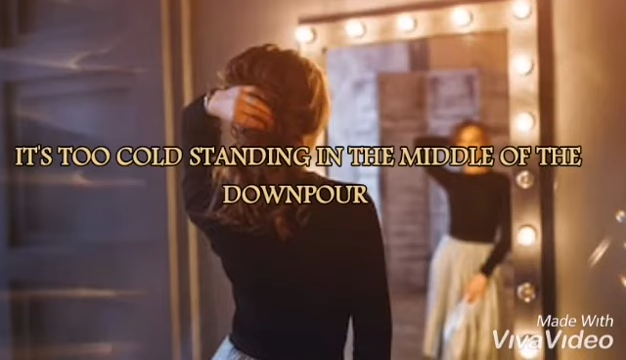 IT'S TOO COLD STANDING IN THE MIDDLE OF THE
DOWNPOUR
Made With
VivaVideo